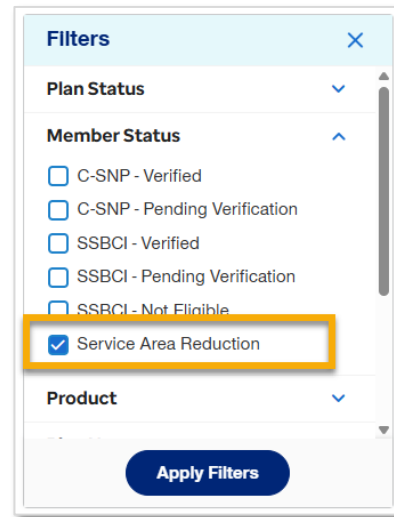 Filters
Plan Status
Member Status
C-SNP - Verified
C-SNP - Pending Verification
SSBCI - Verified
SSBCI - Pending Verification
SSBCI - Not Eligible
Service Area Reduction
Product
Apply Filters